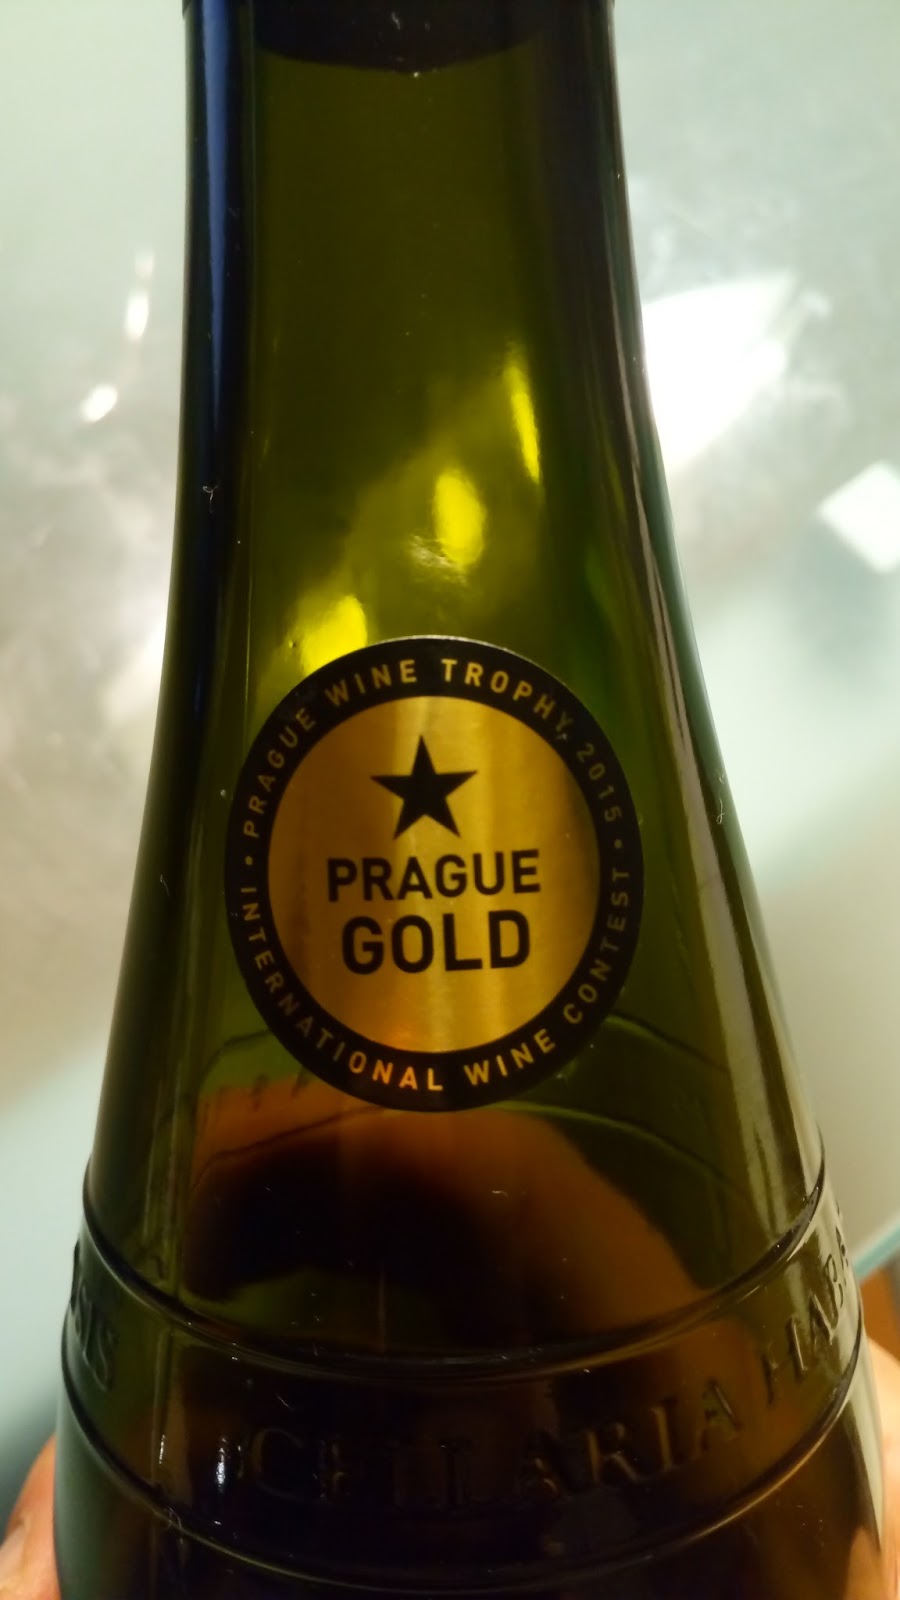 • PRAGUE WINE TROPHY, 2015 •
PRAGUE
GOLD
INTERNATIONAL WINE CONTEST
CELLARIA